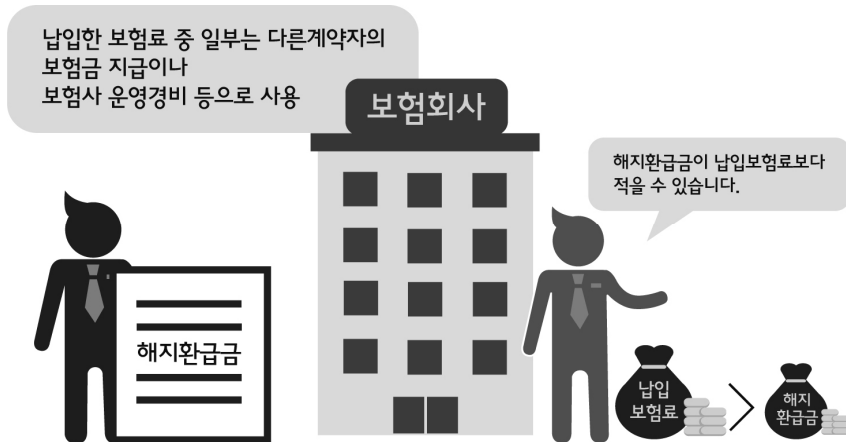 납입한 보험료 중 일부는 다른계약자의
보험금 지급이나
보험사 운영경비 등으로 사용
보험회사
해지환급금이 납입보험료보다
적을 수 있습니다.
해지환급금
납입
보험료
해지
환급금